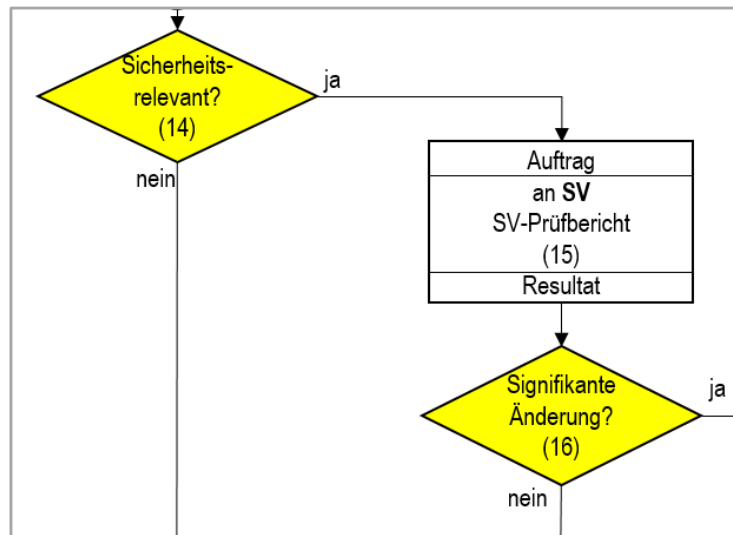 Sicherheits-
relevant?
(14)
ja
nein
Auftrag
an SV
SV-Prüfbericht
(15)
Resultat
Signifikante
Änderung?
(16)
ja
nein